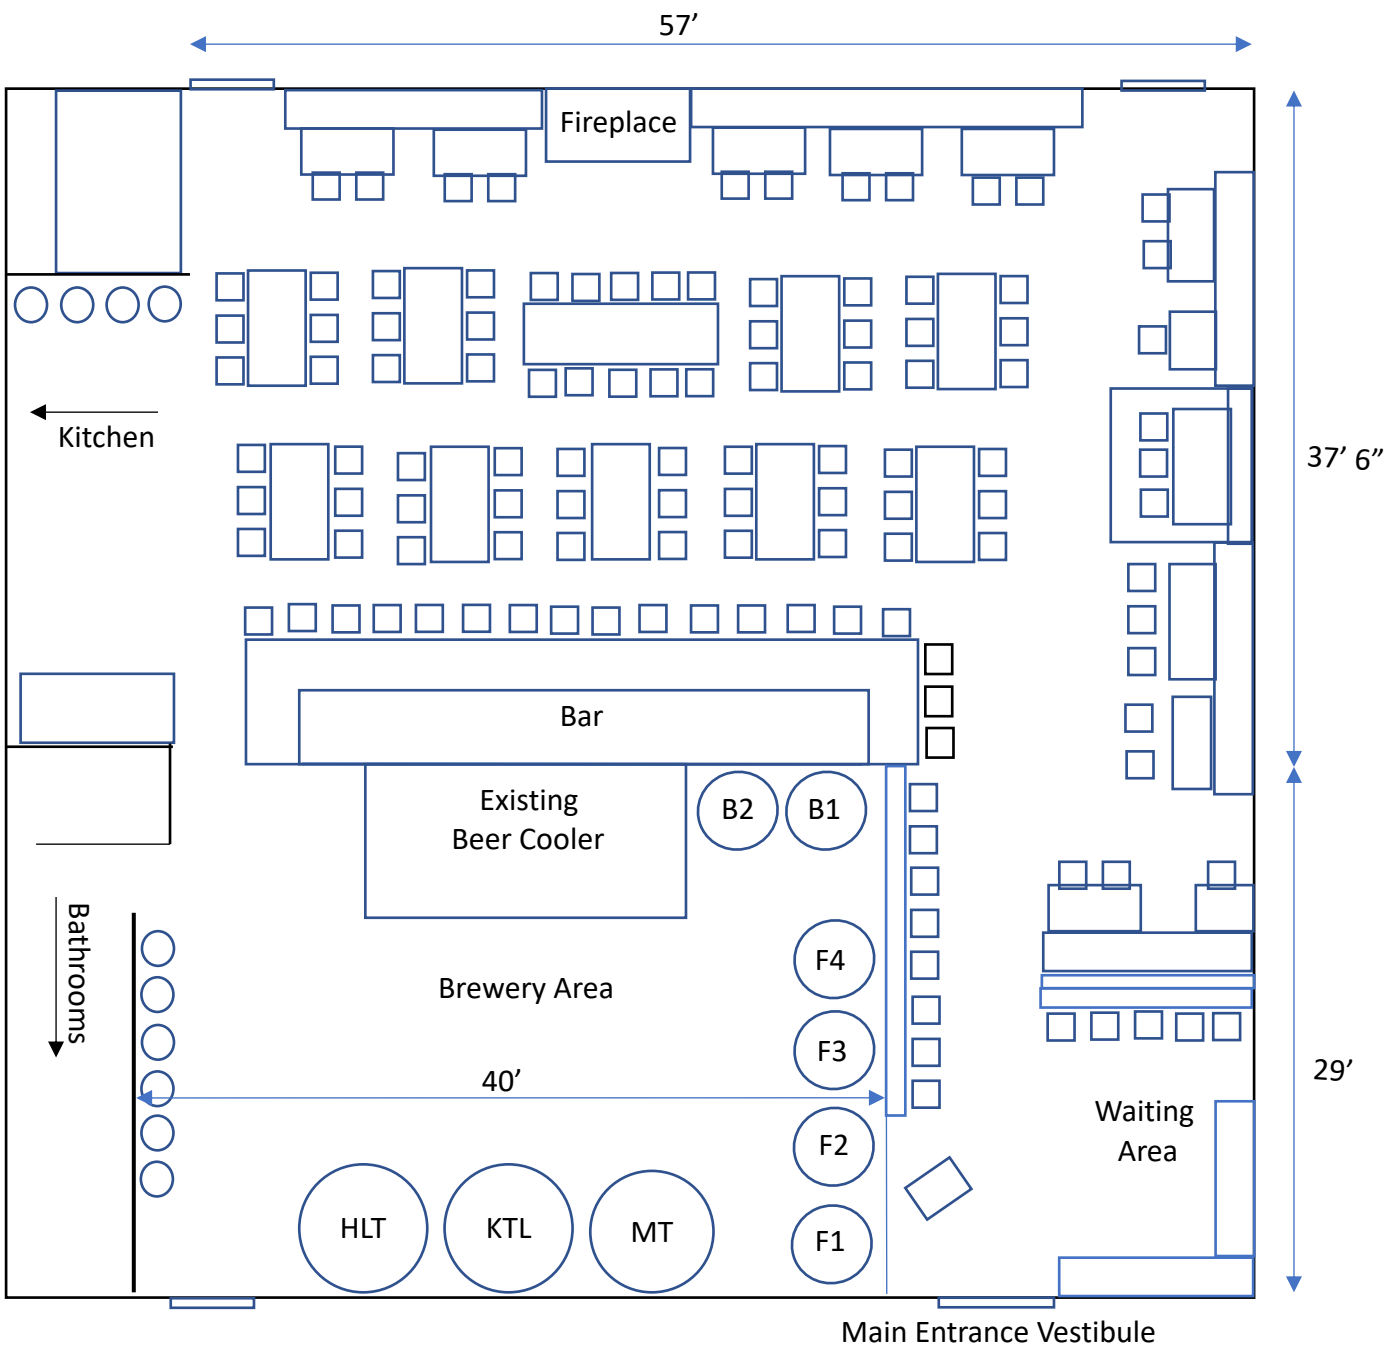 57’
Fireplace
Kitchen
37’ 6”
Bar
Existing
Beer Cooler
B2
B1
Bathrooms
F4
Brewery Area
F3
40’
29’
Waiting
Area
F2
HLT
KTL
MT
F1
Main Entrance Vestibule